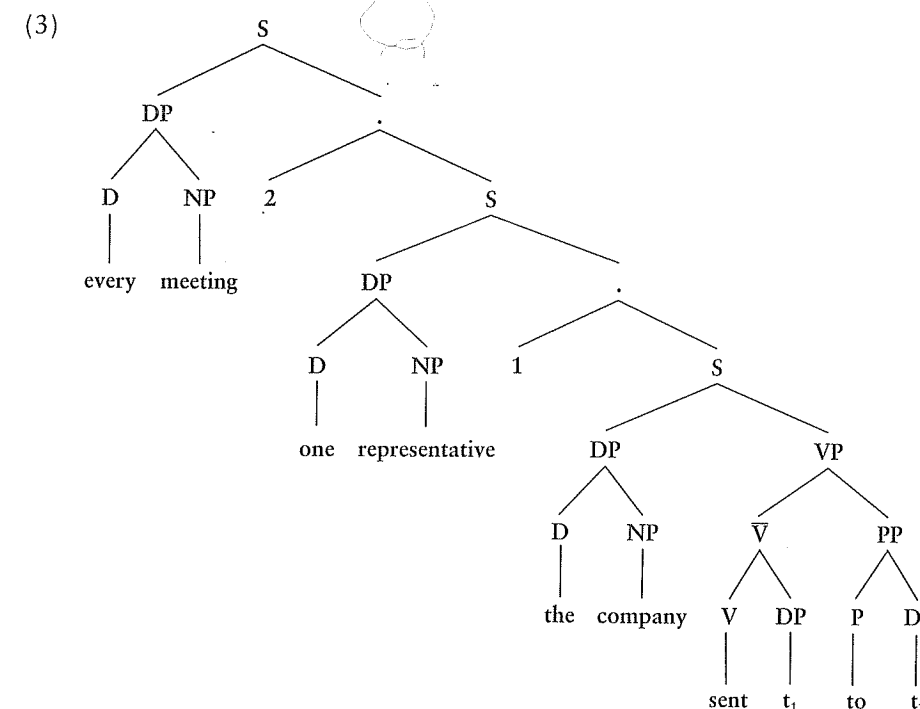 (3)
S
DP .
D NP 2 S
every meeting DP .
D NP 1 S
one representative DP VP
D NP V̅ PP
the company V DP P D
sent t₁ to t